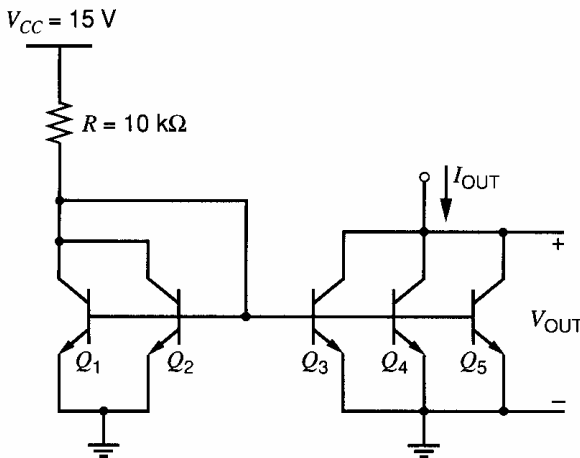 V_CC = 15 V
R = 10 kΩ
I_OUT
+
V_OUT
−
Q_1
Q_2
Q_3
Q_4
Q_5